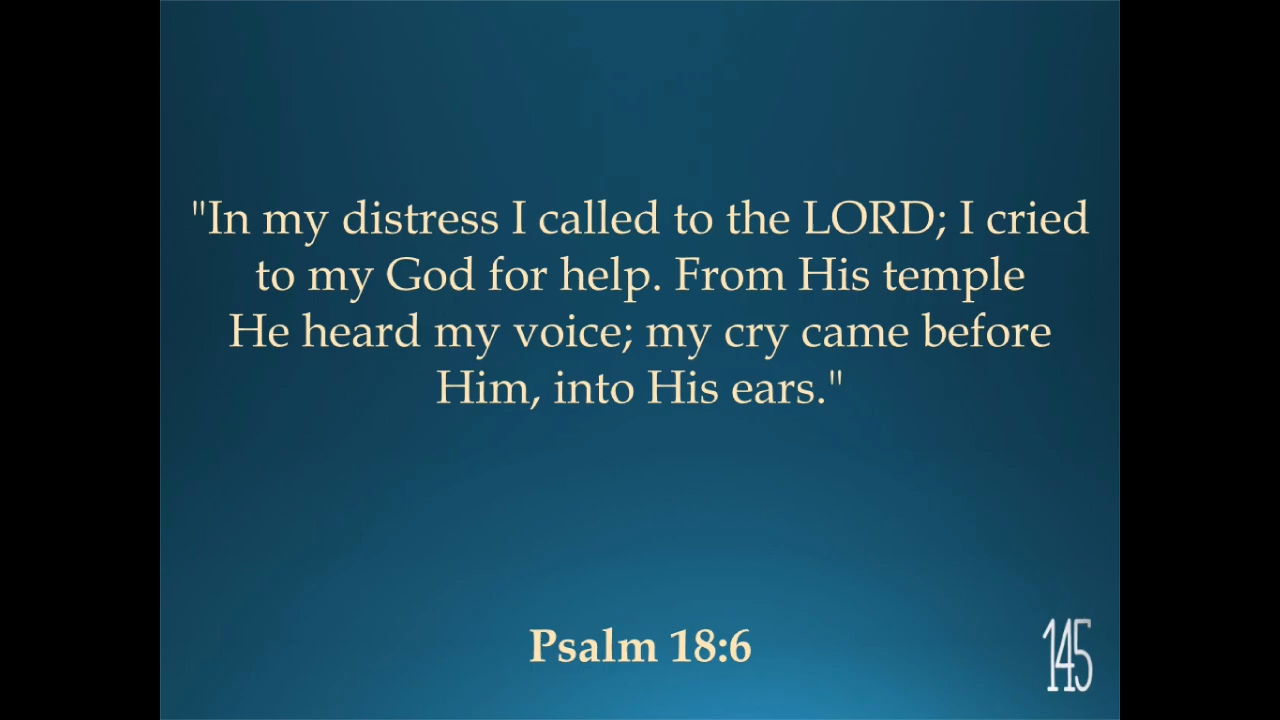 "In my distress I called to the LORD; I cried
to my God for help. From His temple
He heard my voice; my cry came before
Him, into His ears."
Psalm 18:6
145